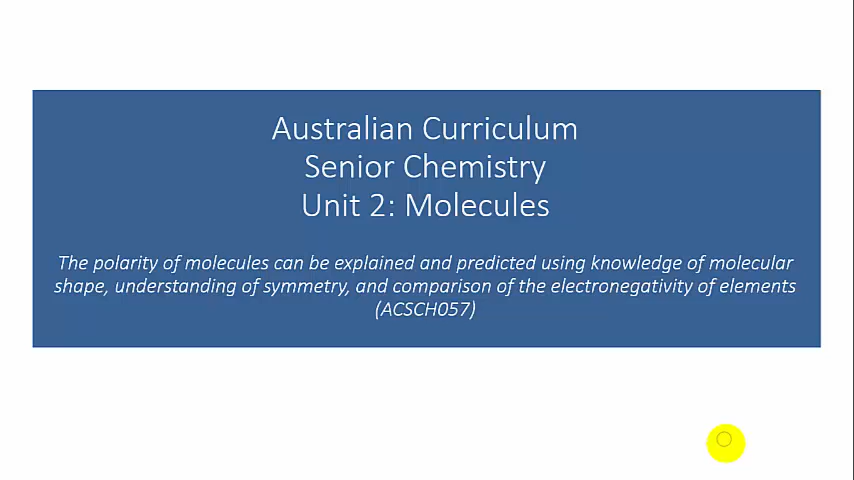 Australian Curriculum
Senior Chemistry
Unit 2: Molecules
The polarity of molecules can be explained and predicted using knowledge of molecular
shape, understanding of symmetry, and comparison of the electronegativity of elements
(ACSCH057)